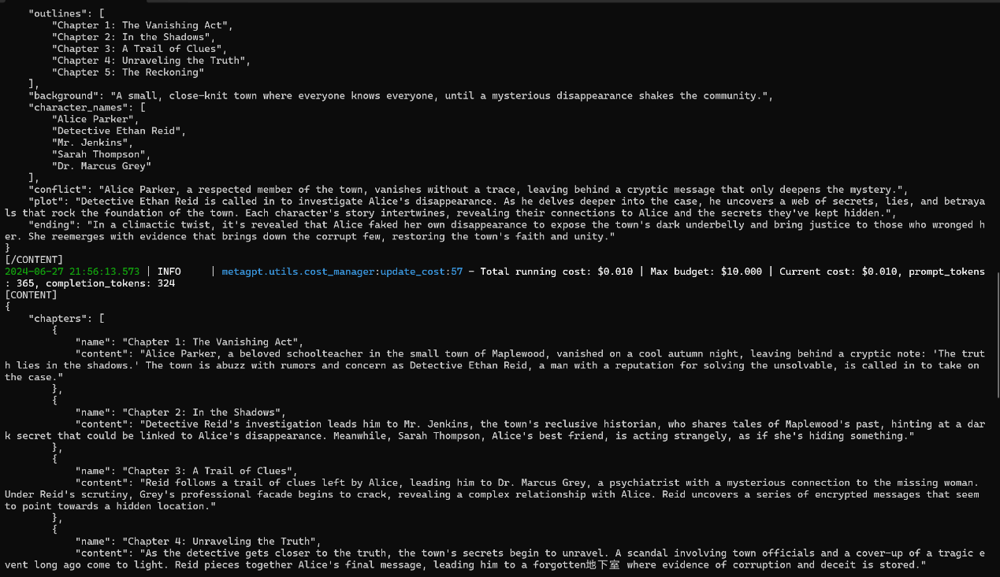 "outlines": [
        "Chapter 1: The Vanishing Act",
        "Chapter 2: In the Shadows",
        "Chapter 3: A Trail of Clues",
        "Chapter 4: Unraveling the Truth",
        "Chapter 5: The Reckoning"
    ],
    "background": "A small, close-knit town where everyone knows everyone, until a mysterious disappearance shakes the community.",
    "character_names": [
        "Alice Parker",
        "Detective Ethan Reid",
        "Mr. Jenkins",
        "Sarah Thompson",
        "Dr. Marcus Grey"
    ],
    "conflict": "Alice Parker, a respected member of the town, vanishes without a trace, leaving behind a cryptic message that only deepens the mystery.",
    "plot": "Detective Ethan Reid is called in to investigate Alice's disappearance. As he delves deeper into the case, he uncovers a web of secrets, lies, and betraya
ls that rock the foundation of the town. Each character's story intertwines, revealing their connections to Alice and the secrets they've kept hidden.",
    "ending": "In a climactic twist, it's revealed that Alice faked her own disappearance to expose the town's dark underbelly and bring justice to those who wronged h
er. She reemerges with evidence that brings down the corrupt few, restoring the town's faith and unity."
}
[/CONTENT]
2024-06-27 21:56:13.573 | INFO     | metagpt.utils.cost_manager:update_cost:57 - Total running cost: $0.010 | Max budget: $10.000 | Current cost: $0.010, prompt_tokens
: 365, completion_tokens: 324
[CONTENT]
{
    "chapters": [
        {
            "name": "Chapter 1: The Vanishing Act",
            "content": "Alice Parker, a beloved schoolteacher in the small town of Maplewood, vanished on a cool autumn night, leaving behind a cryptic note: 'The trut
h lies in the shadows.' The town is abuzz with rumors and concern as Detective Ethan Reid, a man with a reputation for solving the unsolvable, is called in to take on
the case."
        },
        {
            "name": "Chapter 2: In the Shadows",
            "content": "Detective Reid's investigation leads him to Mr. Jenkins, the town's reclusive historian, who shares tales of Maplewood's past, hinting at a dar
k secret that could be linked to Alice's disappearance. Meanwhile, Sarah Thompson, Alice's best friend, is acting strangely, as if she's hiding something."
        },
        {
            "name": "Chapter 3: A Trail of Clues",
            "content": "Reid follows a trail of clues left by Alice, leading him to Dr. Marcus Grey, a psychiatrist with a mysterious connection to the missing woman.
Under Reid's scrutiny, Grey's professional facade begins to crack, revealing a complex relationship with Alice. Reid uncovers a series of encrypted messages that seem
to point towards a hidden location."
        },
        {
            "name": "Chapter 4: Unraveling the Truth",
            "content": "As the detective gets closer to the truth, the town's secrets begin to unravel. A scandal involving town officials and a cover-up of a tragic e
vent long ago come to light. Reid pieces together Alice's final message, leading him to a forgotten地下室 where evidence of corruption and deceit is stored."